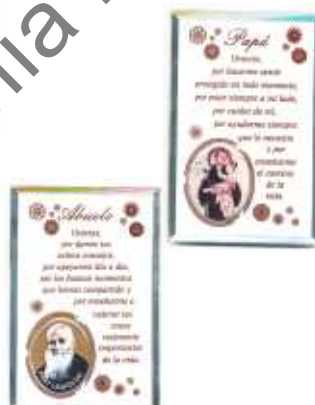 Papá
Gracias,
por hacerme sentir
protegido en todo momento,
por estar siempre a mi lado,
por cuidar de mí,
por ayudarme siempre
que lo necesito
y por
enseñarme
el camino
de la
vida.
Abuelo
Gracias,
por darme tus
sabios consejos,
por apoyarme día a día,
por los buenos momentos
que hemos compartido y
por enseñarme a
valorar las
cosas
realmente
importantes
de la vida.